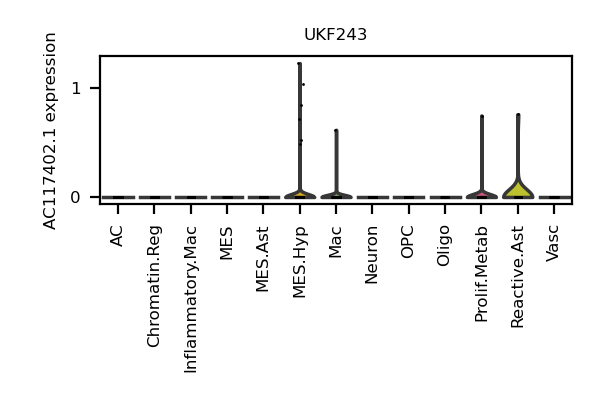 UKF243
AC117402.1 expression
1
0
AC
Chromatin.Reg
Inflammatory.Mac
MES
MES.Ast
MES.Hyp
Mac
Neuron
OPC
Oligo
Prolif.Metab
Reactive.Ast
Vasc